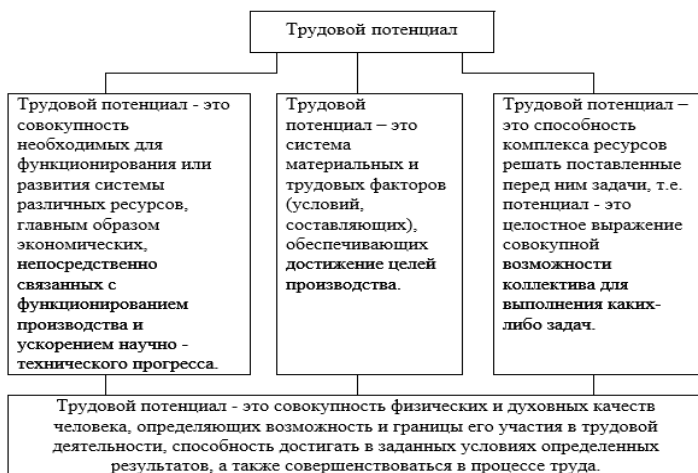 Трудовой потенциал
Трудовой потенциал - это
совокупность
необходимых для
функционирования или
развития системы
различных ресурсов,
главным образом
экономических,
непосредственно
связанных с
функционированием
производства и
ускорением научно -
технического прогресса.
Трудовой
потенциал – это
система
материальных и
трудовых факторов
(условий,
составляющих),
обеспечивающих
достижение целей
производства.
Трудовой потенциал –
это способность
комплекса ресурсов
решать поставленные
перед ним задачи, т.е.
потенциал - это
целостное выражение
совокупной
возможности
коллектива для
выполнения каких-
либо задач.
Трудовой потенциал - это совокупность физических и духовных качеств
человека, определяющих возможность и границы его участия в трудовой
деятельности, способность достигать в заданных условиях определенных
результатов, а также совершенствоваться в процессе труда.